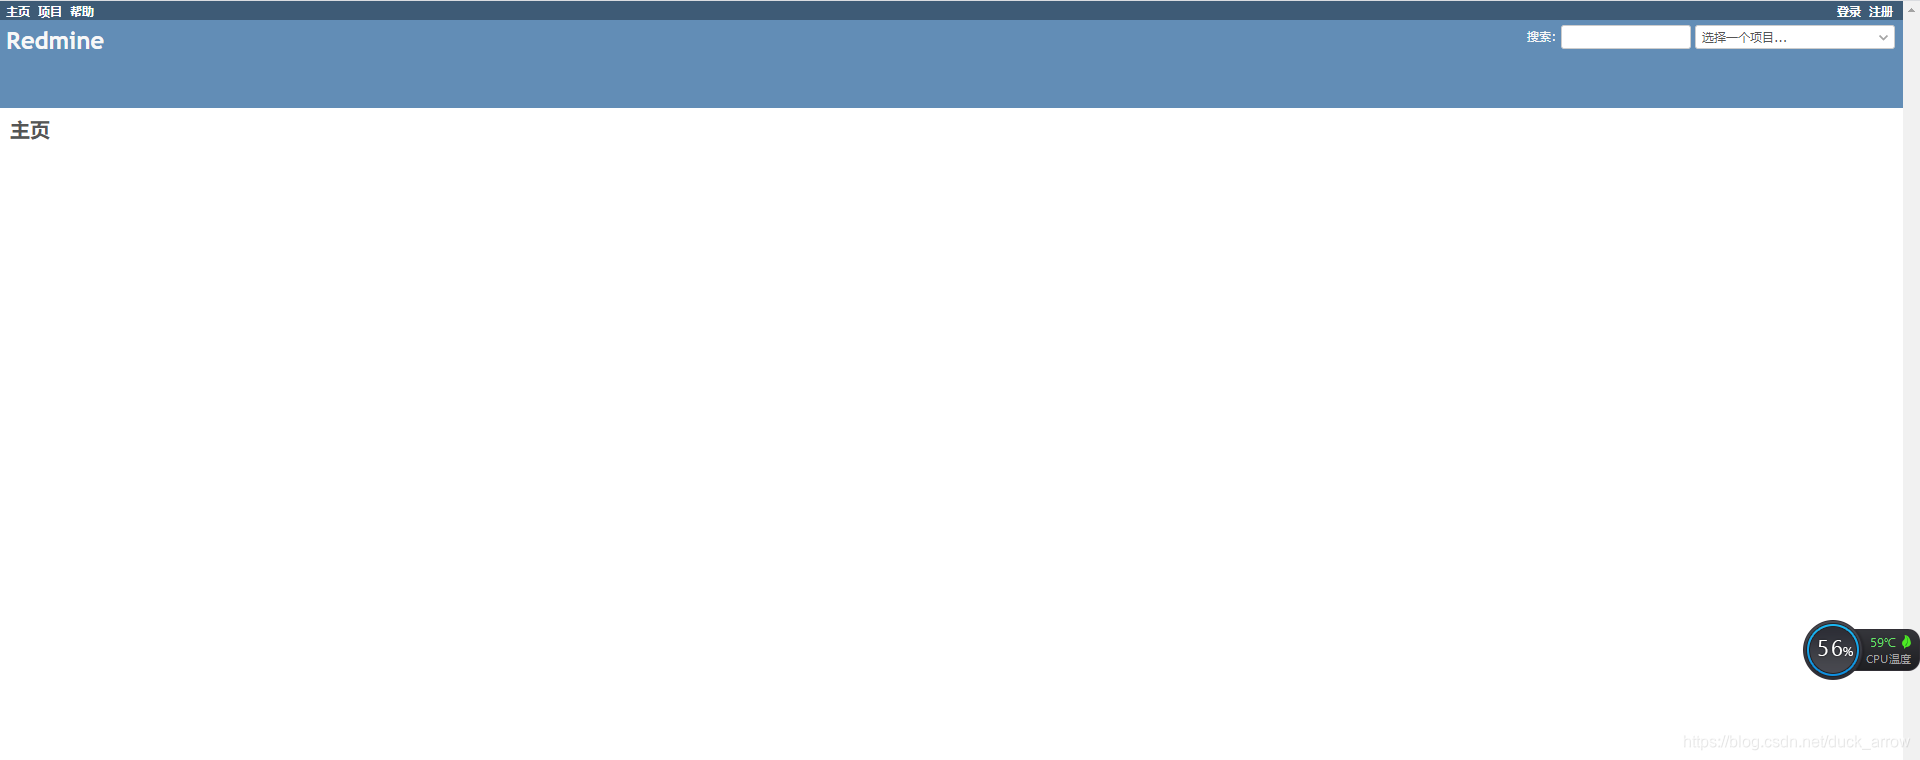 主页 项目 帮助 登录 注册
Redmine 搜索: 选择一个项目...
主页
56% 59℃
CPU温度
https://blog.csdn.net/duck_arrow